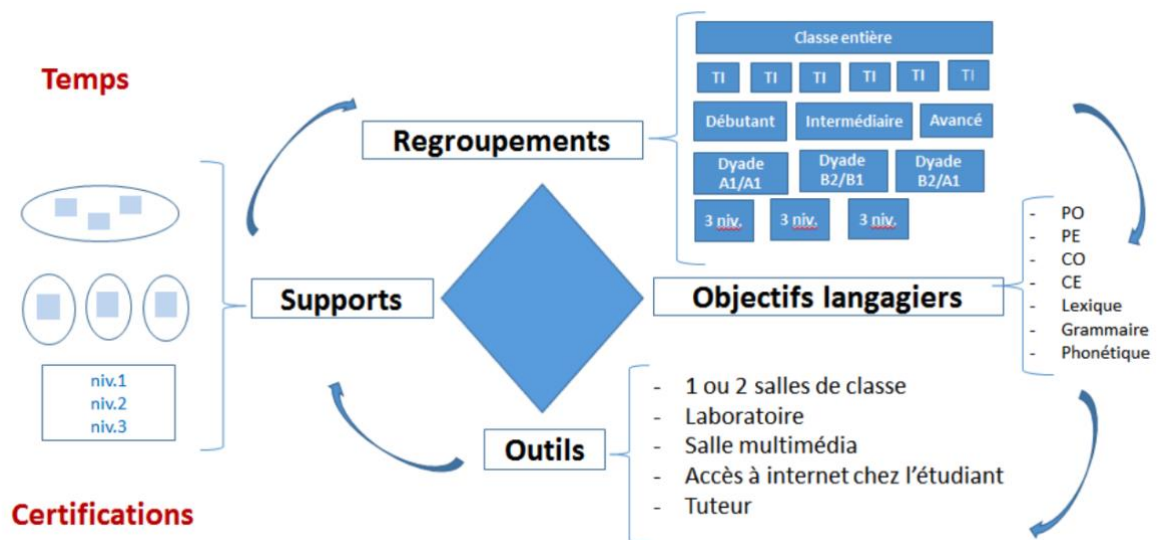 Temps
Regroupements
Classe entière
TI TI TI TI TI TI
Débutant Intermédiaire Avancé
Dyade A1/A1
Dyade B2/B1
Dyade B2/A1
3 niv. 3 niv. 3 niv.
Supports
niv.1
niv.2
niv.3
Objectifs langagiers
- PO
- PE
- CO
- CE
- Lexique
- Grammaire
- Phonétique
Outils
- 1 ou 2 salles de classe
- Laboratoire
- Salle multimédia
- Accès à internet chez l'étudiant
- Tuteur
Certifications